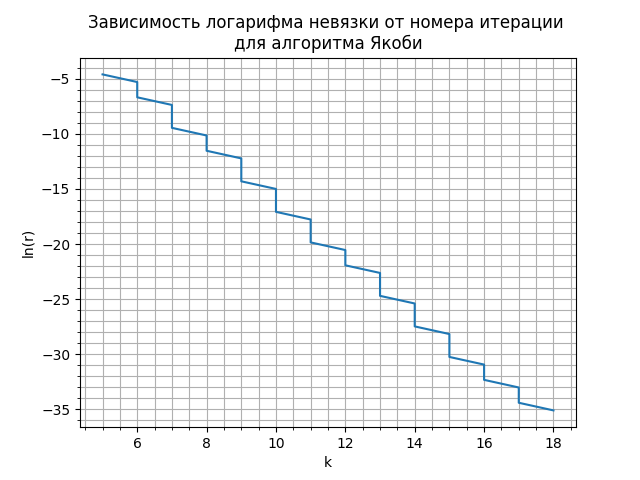 Зависимость логарифма невязки от номера итерации
для алгоритма Якоби
ln(r)
−5
−10
−15
−20
−25
−30
−35
6 8 10 12 14 16 18
k